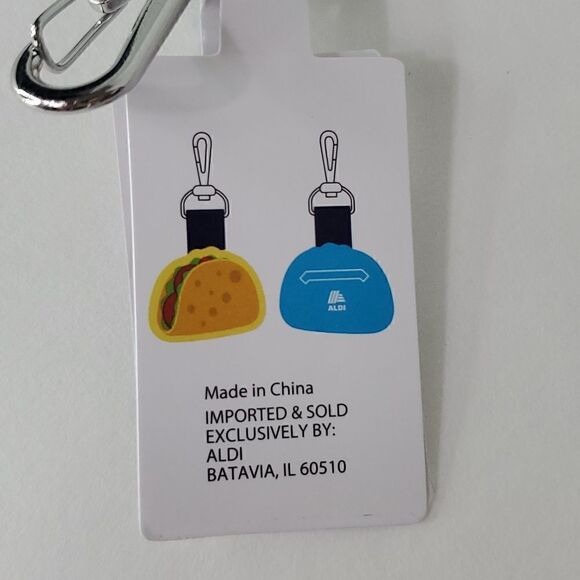 ALDI
Made in China
IMPORTED & SOLD
EXCLUSIVELY BY:
ALDI
BATAVIA, IL 60510